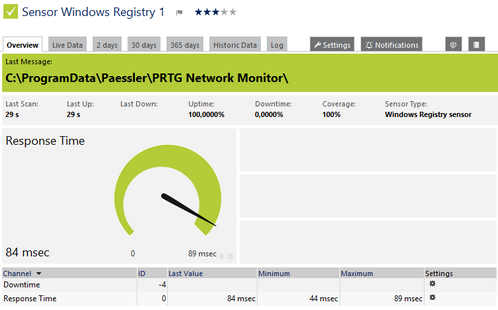 Sensor Windows Registry 1
Overview Live Data 2 days 30 days 365 days Historic Data Log Settings Notifications
Last Message:
C:\ProgramData\Paessler\PRTG Network Monitor\
Last Scan: Last Up: Last Down: Uptime: Downtime: Coverage: Sensor Type:
29 s 29 s 100,0000% 0,0000% 100% Windows Registry sensor
Response Time
84 msec 0 89 msec
Channel ID Last Value Minimum Maximum Settings
Downtime -4
Response Time 0 84 msec 44 msec 89 msec